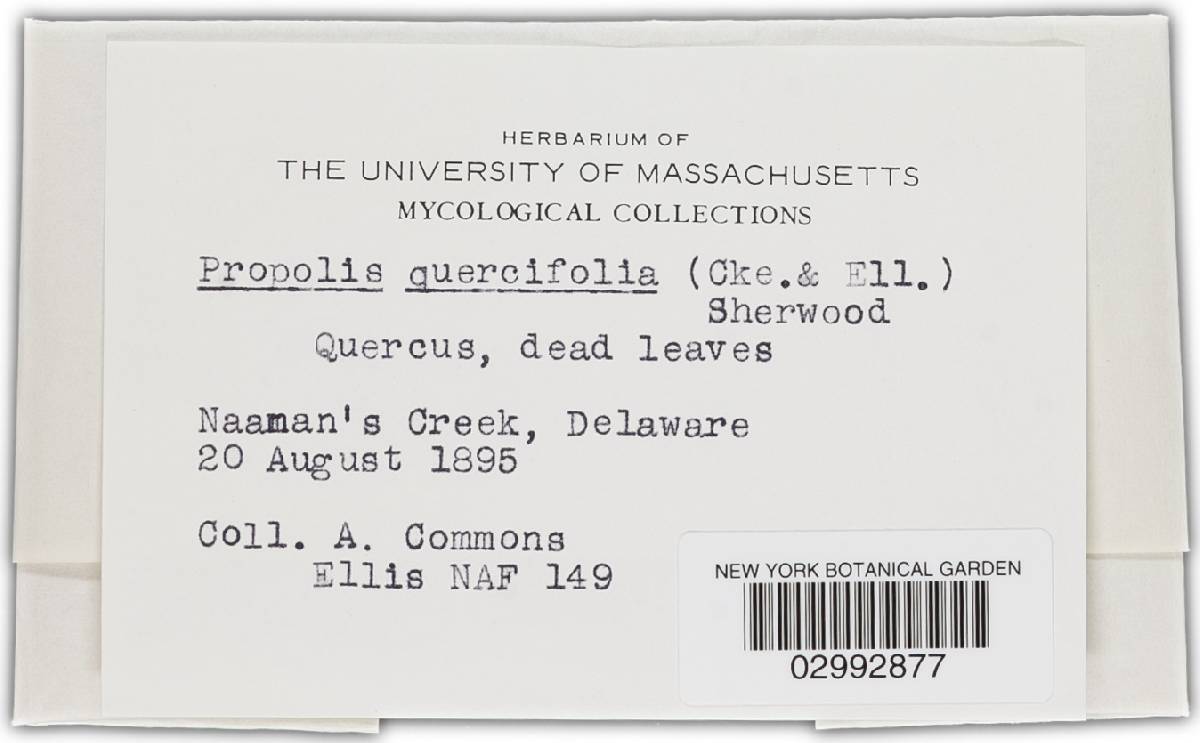 HERBARIUM OF
THE UNIVERSITY OF MASSACHUSETTS
MYCOLOGICAL COLLECTIONS
Propolis quercifolia (Cke.& Ell.)
Sherwood
Quercus, dead leaves
Naaman's Creek, Delaware
20 August 1895
Coll. A. Commons
Ellis NAF 149
NEW YORK BOTANICAL GARDEN
02992877